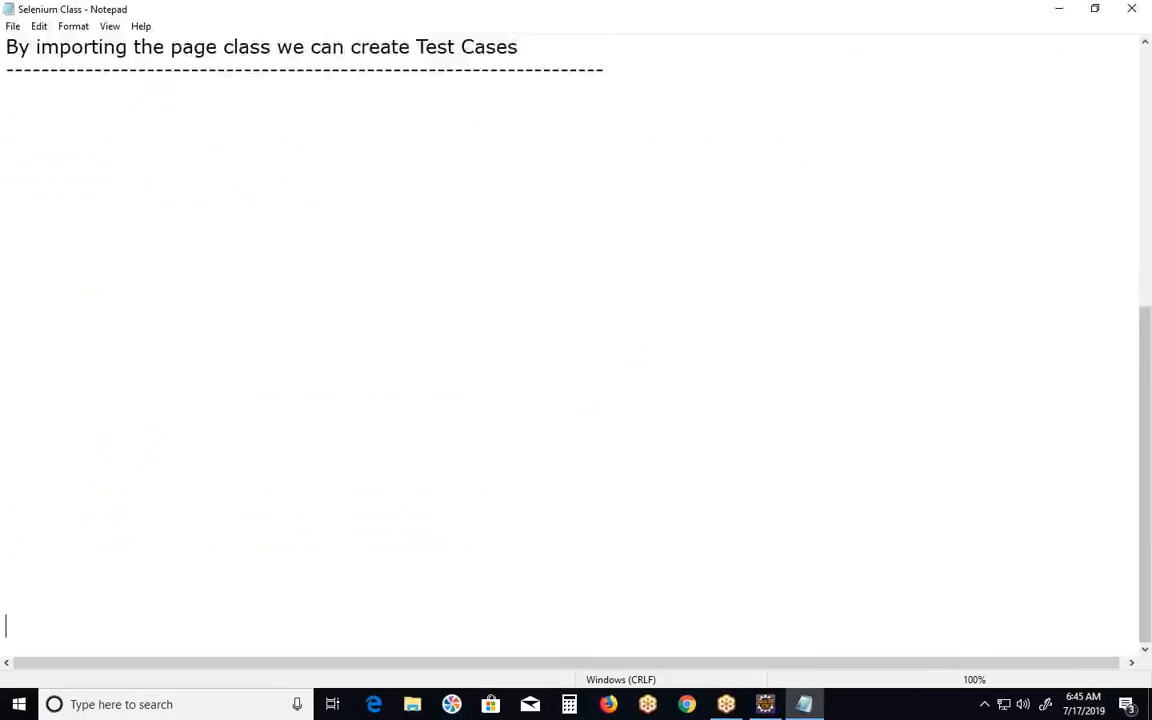 Selenium Class - Notepad
File Edit Format View Help
By importing the page class we can create Test Cases
--------------------------------------------------------------------
Windows (CRLF) 100%
Type here to search
6:45 AM
7/17/2019
3